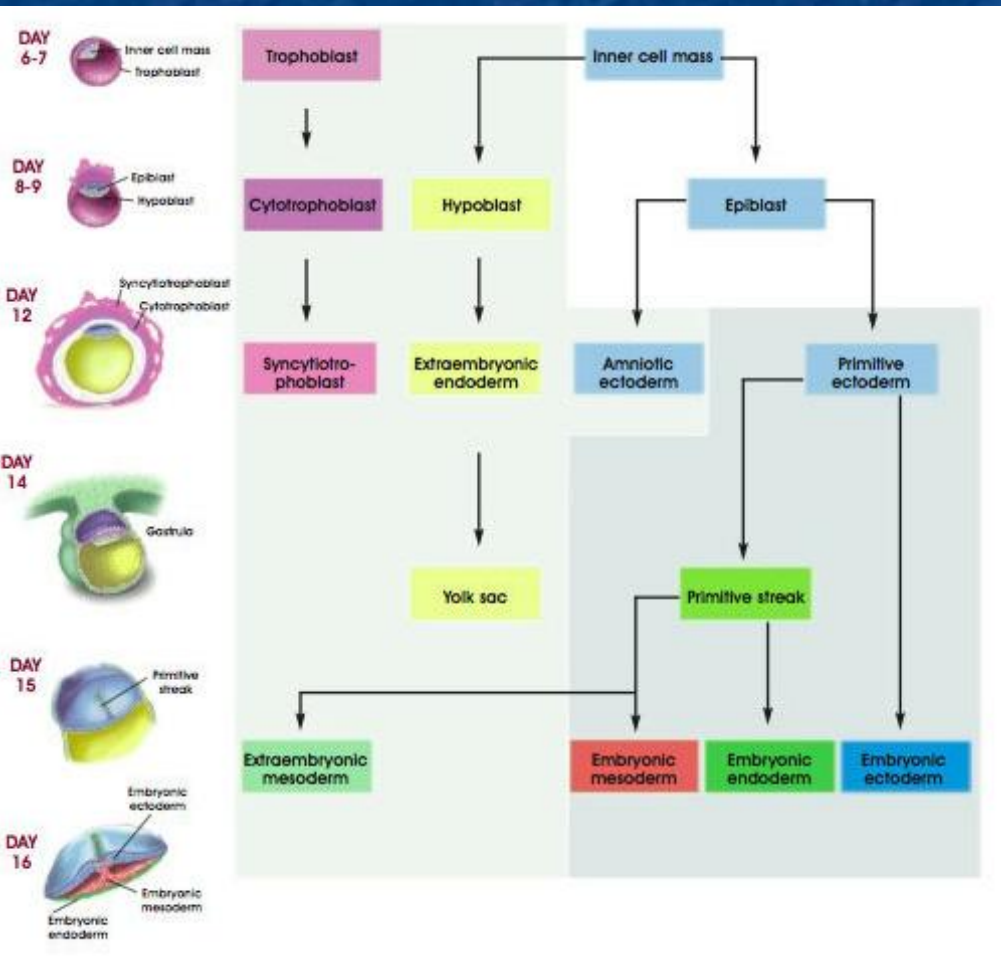 DAY
6-7
Inner cell mass
Trophoblast
Trophoblast
Inner cell mass
DAY
8-9
Epiblast
Hypoblast
Cytotrophoblast
Hypoblast
Epiblast
DAY
12
Syncytiotrophoblast
Cytotrophoblast
Syncytiotro-
phoblast
Extraembryonic
endoderm
Amniotic
ectoderm
Primitive
ectoderm
DAY
14
Gastrula
Yolk sac
Primitive streak
DAY
15
Primitive
streak
Extraembryonic
mesoderm
Embryonic
mesoderm
Embryonic
endoderm
Embryonic
ectoderm
DAY
16
Embryonic
ectoderm
Embryonic
mesoderm
Embryonic
endoderm